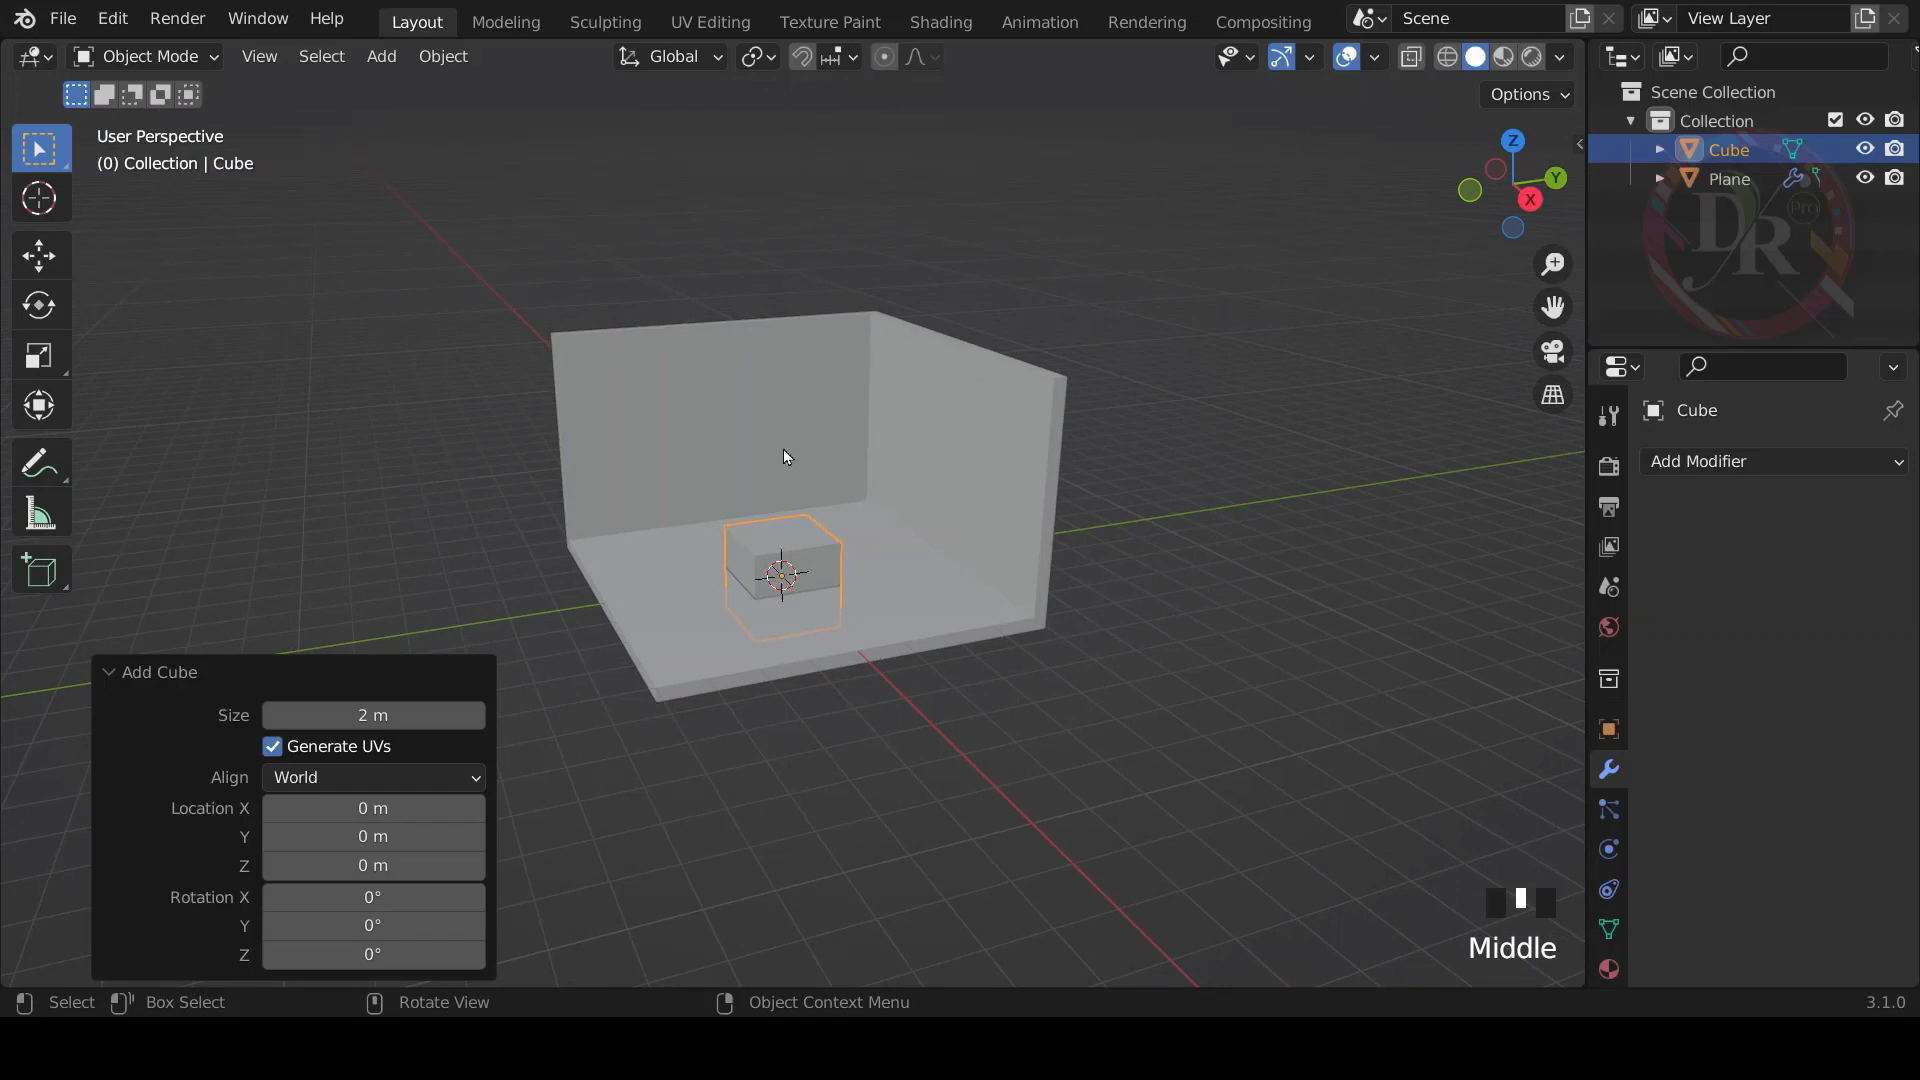 File Edit Render Window Help Layout Modeling Sculpting UV Editing Texture Paint Shading Animation Rendering Compositing Scene View Layer
Object Mode View Select Add Object Global
Options
User Perspective
(0) Collection | Cube
Z
Y
X
Scene Collection
Collection
Cube
Plane
DR
Pro
Cube
Add Modifier
Add Cube
Size 2 m
Generate UVs
Align World
Location X 0 m
Y 0 m
Z 0 m
Rotation X 0°
Y 0°
Z 0°
Middle
Select Box Select Rotate View Object Context Menu 3.1.0